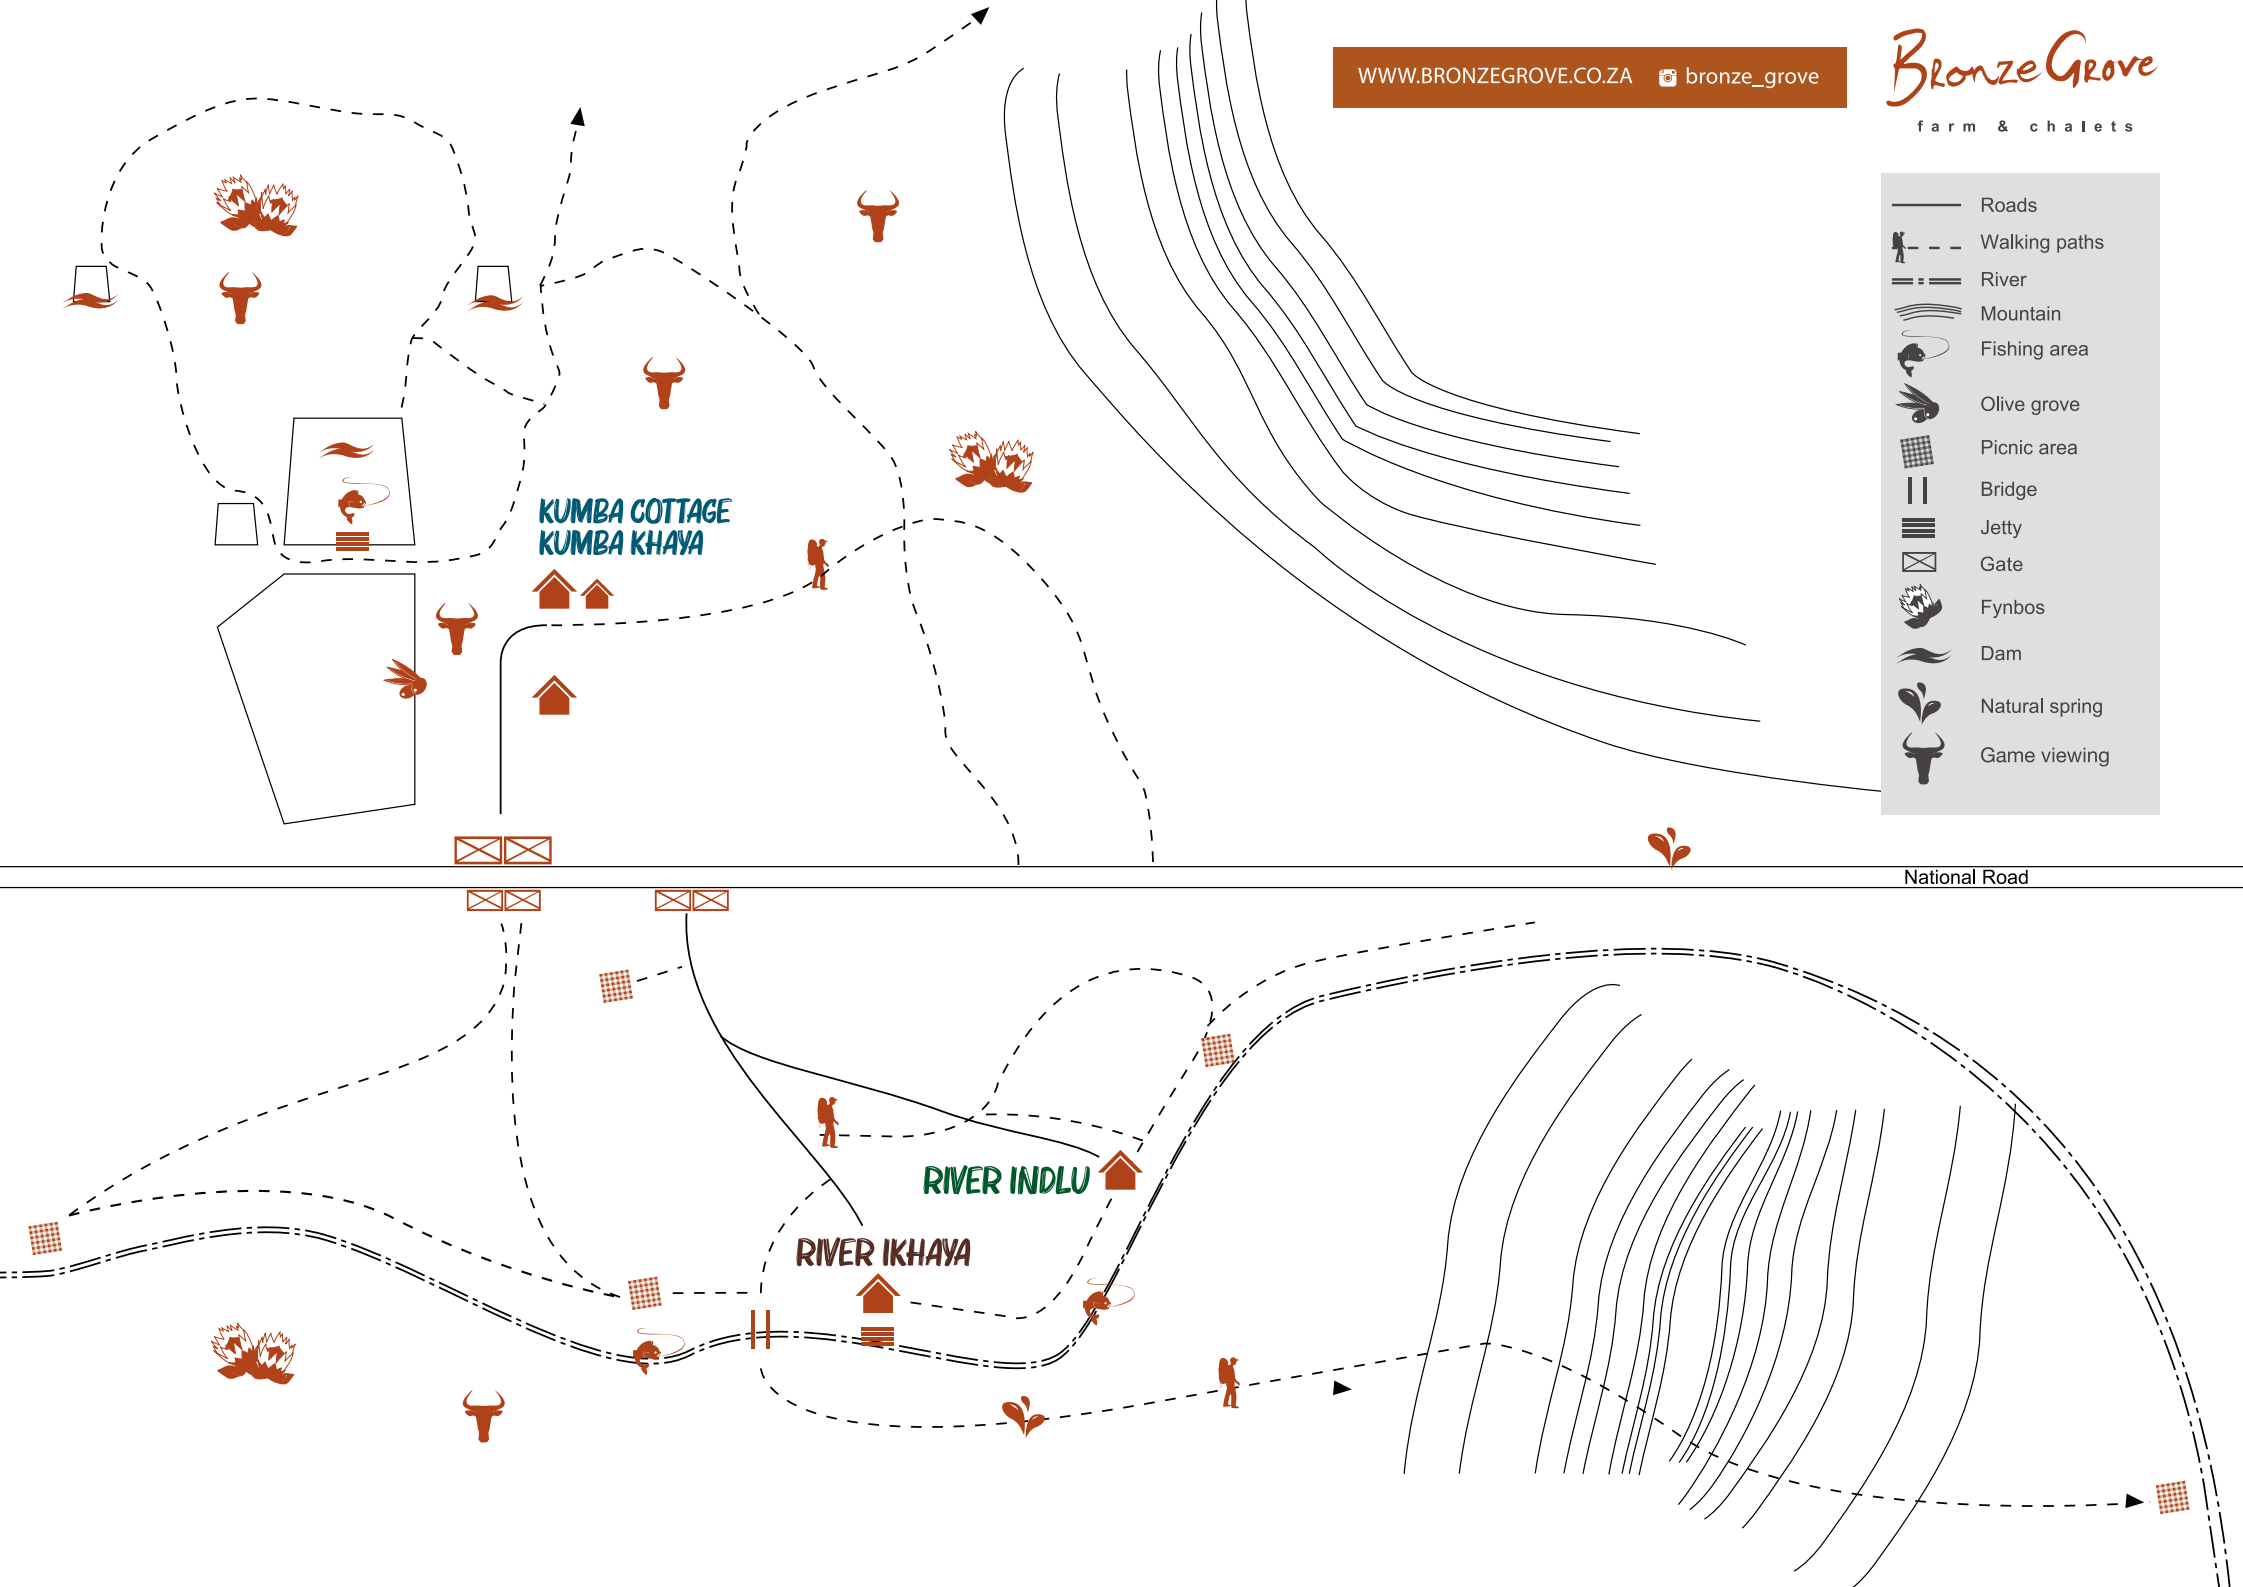 WWW.BRONZEGROVE.CO.ZA bronze_grove
Bronze Grove
farm & chalets
Roads
Walking paths
River
Mountain
Fishing area
Olive grove
Picnic area
Bridge
Jetty
Gate
Fynbos
Dam
Natural spring
Game viewing
KUMBA COTTAGE
KUMBA KHAYA
National Road
RIVER INDLU
RIVER IKHAYA